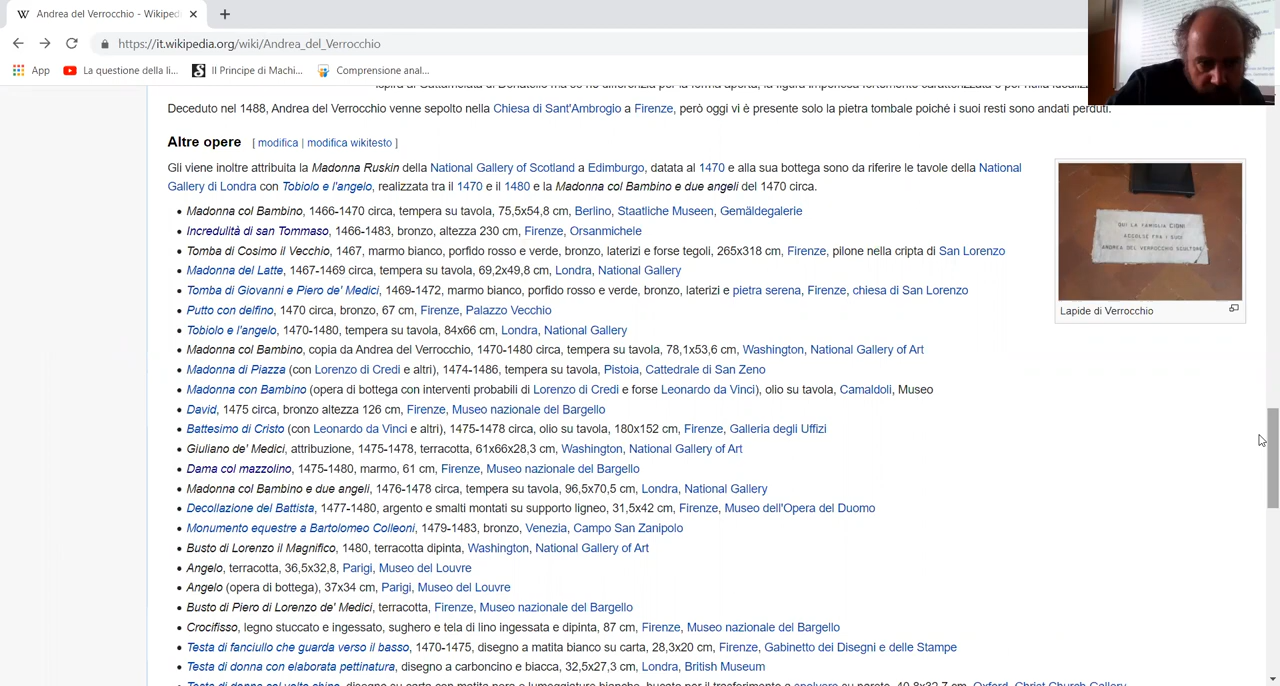 Andrea del Verrocchio - Wikiped
https://it.wikipedia.org/wiki/Andrea_del_Verrocchio
App La questione della li... Il Principe di Machi... Comprensione anal...
Deceduto nel 1488, Andrea del Verrocchio venne sepolto nella Chiesa di Sant'Ambrogio a Firenze, però oggi vi è presente solo la pietra tombale poiché i suoi resti sono andati perduti.
Altre opere [ modifica | modifica wikitesto ]
Gli viene inoltre attribuita la Madonna Ruskin della National Gallery of Scotland a Edimburgo, datata al 1470 e alla sua bottega sono da riferire le tavole della National
Gallery di Londra con Tobiolo e l'angelo, realizzata tra il 1470 e il 1480 e la Madonna col Bambino e due angeli del 1470 circa.
• Madonna col Bambino, 1466-1470 circa, tempera su tavola, 75,5x54,8 cm, Berlino, Staatliche Museen, Gemäldegalerie
• Incredulità di san Tommaso, 1466-1483, bronzo, altezza 230 cm, Firenze, Orsanmichele
• Tomba di Cosimo il Vecchio, 1467, marmo bianco, porfido rosso e verde, bronzo, laterizi e forse tegoli, 265x318 cm, Firenze, pilone nella cripta di San Lorenzo
• Madonna del Latte, 1467-1469 circa, tempera su tavola, 69,2x49,8 cm, Londra, National Gallery
• Tomba di Giovanni e Piero de' Medici, 1469-1472, marmo bianco, porfido rosso e verde, bronzo, laterizi e pietra serena, Firenze, chiesa di San Lorenzo
• Putto con delfino, 1470 circa, bronzo, 67 cm, Firenze, Palazzo Vecchio
• Tobiolo e l'angelo, 1470-1480, tempera su tavola, 84x66 cm, Londra, National Gallery
• Madonna col Bambino, copia da Andrea del Verrocchio, 1470-1480 circa, tempera su tavola, 78,1x53,6 cm, Washington, National Gallery of Art
• Madonna di Piazza (con Lorenzo di Credi e altri), 1474-1486, tempera su tavola, Pistoia, Cattedrale di San Zeno
• Madonna con Bambino (opera di bottega con interventi probabili di Lorenzo di Credi e forse Leonardo da Vinci), olio su tavola, Camaldoli, Museo
• David, 1475 circa, bronzo altezza 126 cm, Firenze, Museo nazionale del Bargello
• Battesimo di Cristo (con Leonardo da Vinci e altri), 1475-1478 circa, olio su tavola, 180x152 cm, Firenze, Galleria degli Uffizi
• Giuliano de' Medici, attribuzione, 1475-1478, terracotta, 61x66x28,3 cm, Washington, National Gallery of Art
• Dama col mazzolino, 1475-1480, marmo, 61 cm, Firenze, Museo nazionale del Bargello
• Madonna col Bambino e due angeli, 1476-1478 circa, tempera su tavola, 96,5x70,5 cm, Londra, National Gallery
• Decollazione del Battista, 1477-1480, argento e smalti montati su supporto ligneo, 31,5x42 cm, Firenze, Museo dell'Opera del Duomo
• Monumento equestre a Bartolomeo Colleoni, 1479-1483, bronzo, Venezia, Campo San Zanipolo
• Busto di Lorenzo il Magnifico, 1480, terracotta dipinta, Washington, National Gallery of Art
• Angelo, terracotta, 36,5x32,8, Parigi, Museo del Louvre
• Angelo (opera di bottega), 37x34 cm, Parigi, Museo del Louvre
• Busto di Piero di Lorenzo de' Medici, terracotta, Firenze, Museo nazionale del Bargello
• Crocifisso, legno stuccato e ingessato, sughero e tela di lino ingessata e dipinta, 87 cm, Firenze, Museo nazionale del Bargello
• Testa di fanciullo che guarda verso il basso, 1470-1475, disegno a matita bianco su carta, 28,3x20 cm, Firenze, Gabinetto dei Disegni e delle Stampe
• Testa di donna con elaborata pettinatura, disegno a carboncino e biacca, 32,5x27,3 cm, Londra, British Museum
QUI LA FAMIGLIA CIONI
ACCOLSE FRA I SUOI
ANDREA DEL VERROCCHIO SCULTORE
Lapide di Verrocchio